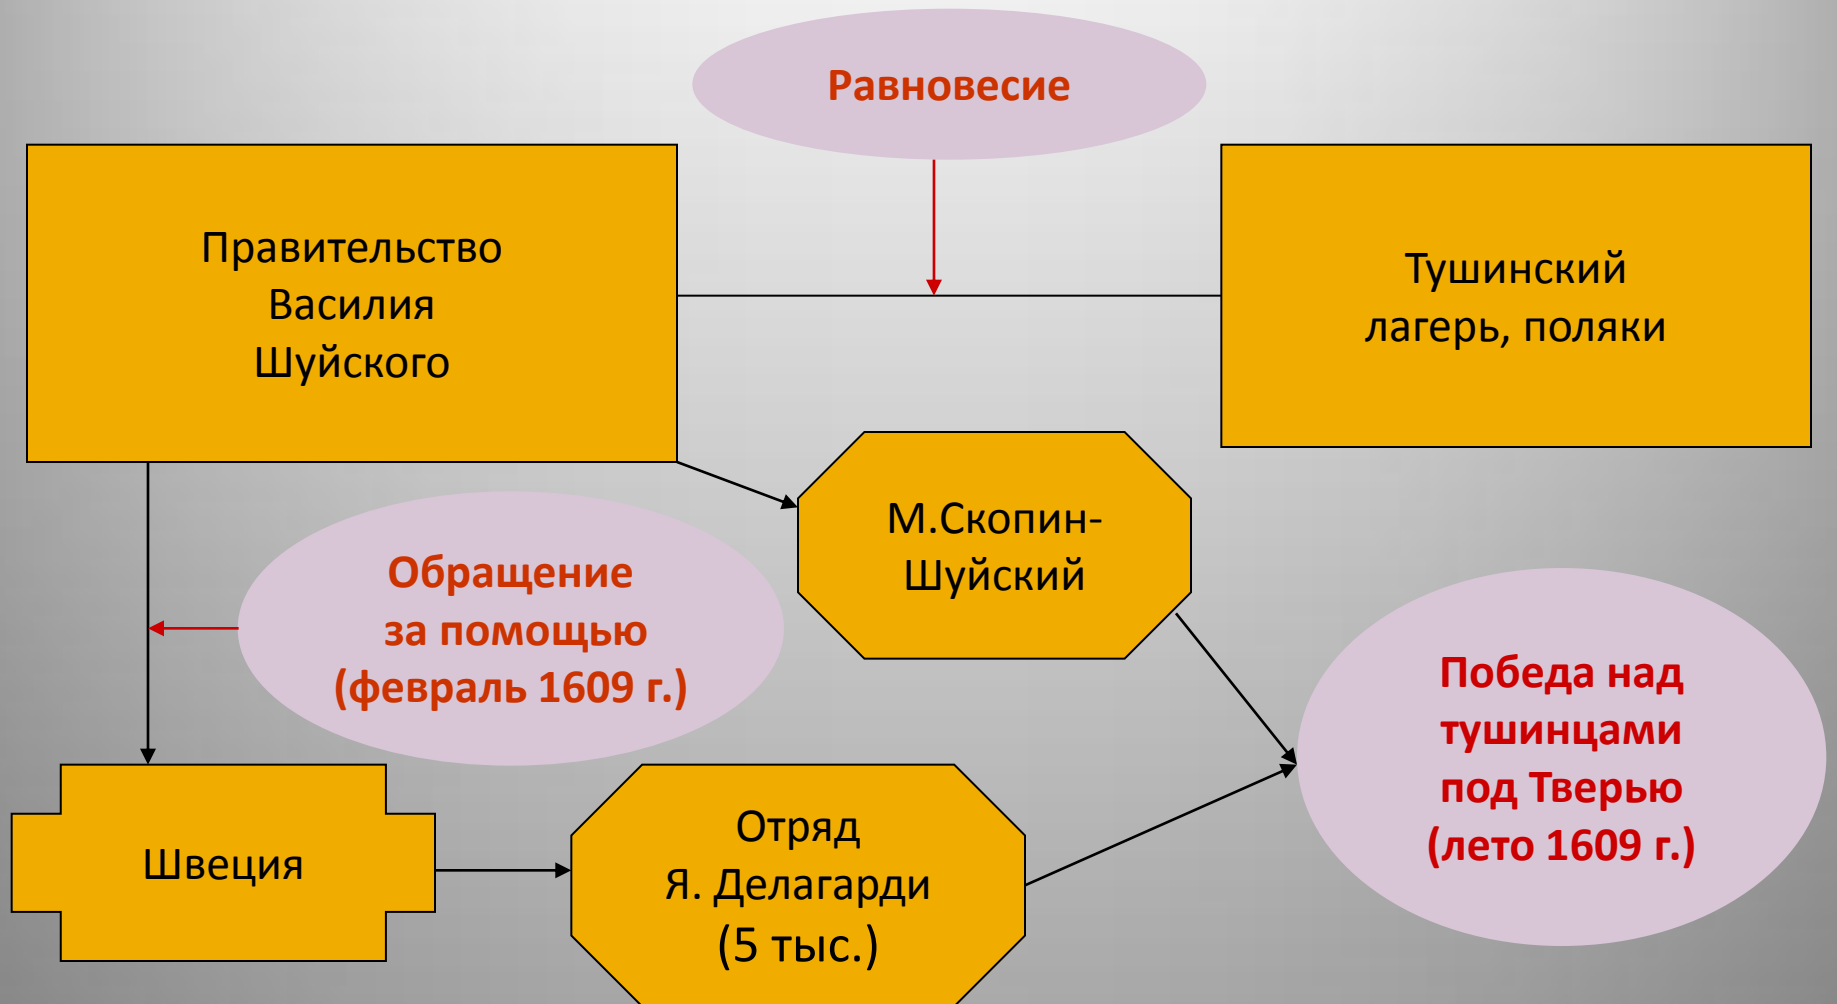 Равновесие
Правительство
Василия
Шуйского
Тушинский
лагерь, поляки
М.Скопин-
Шуйский
Обращение
за помощью
(февраль 1609 г.)
Победа над
тушинцами
под Тверью
(лето 1609 г.)
Швеция
Отряд
Я. Делагарди
(5 тыс.)